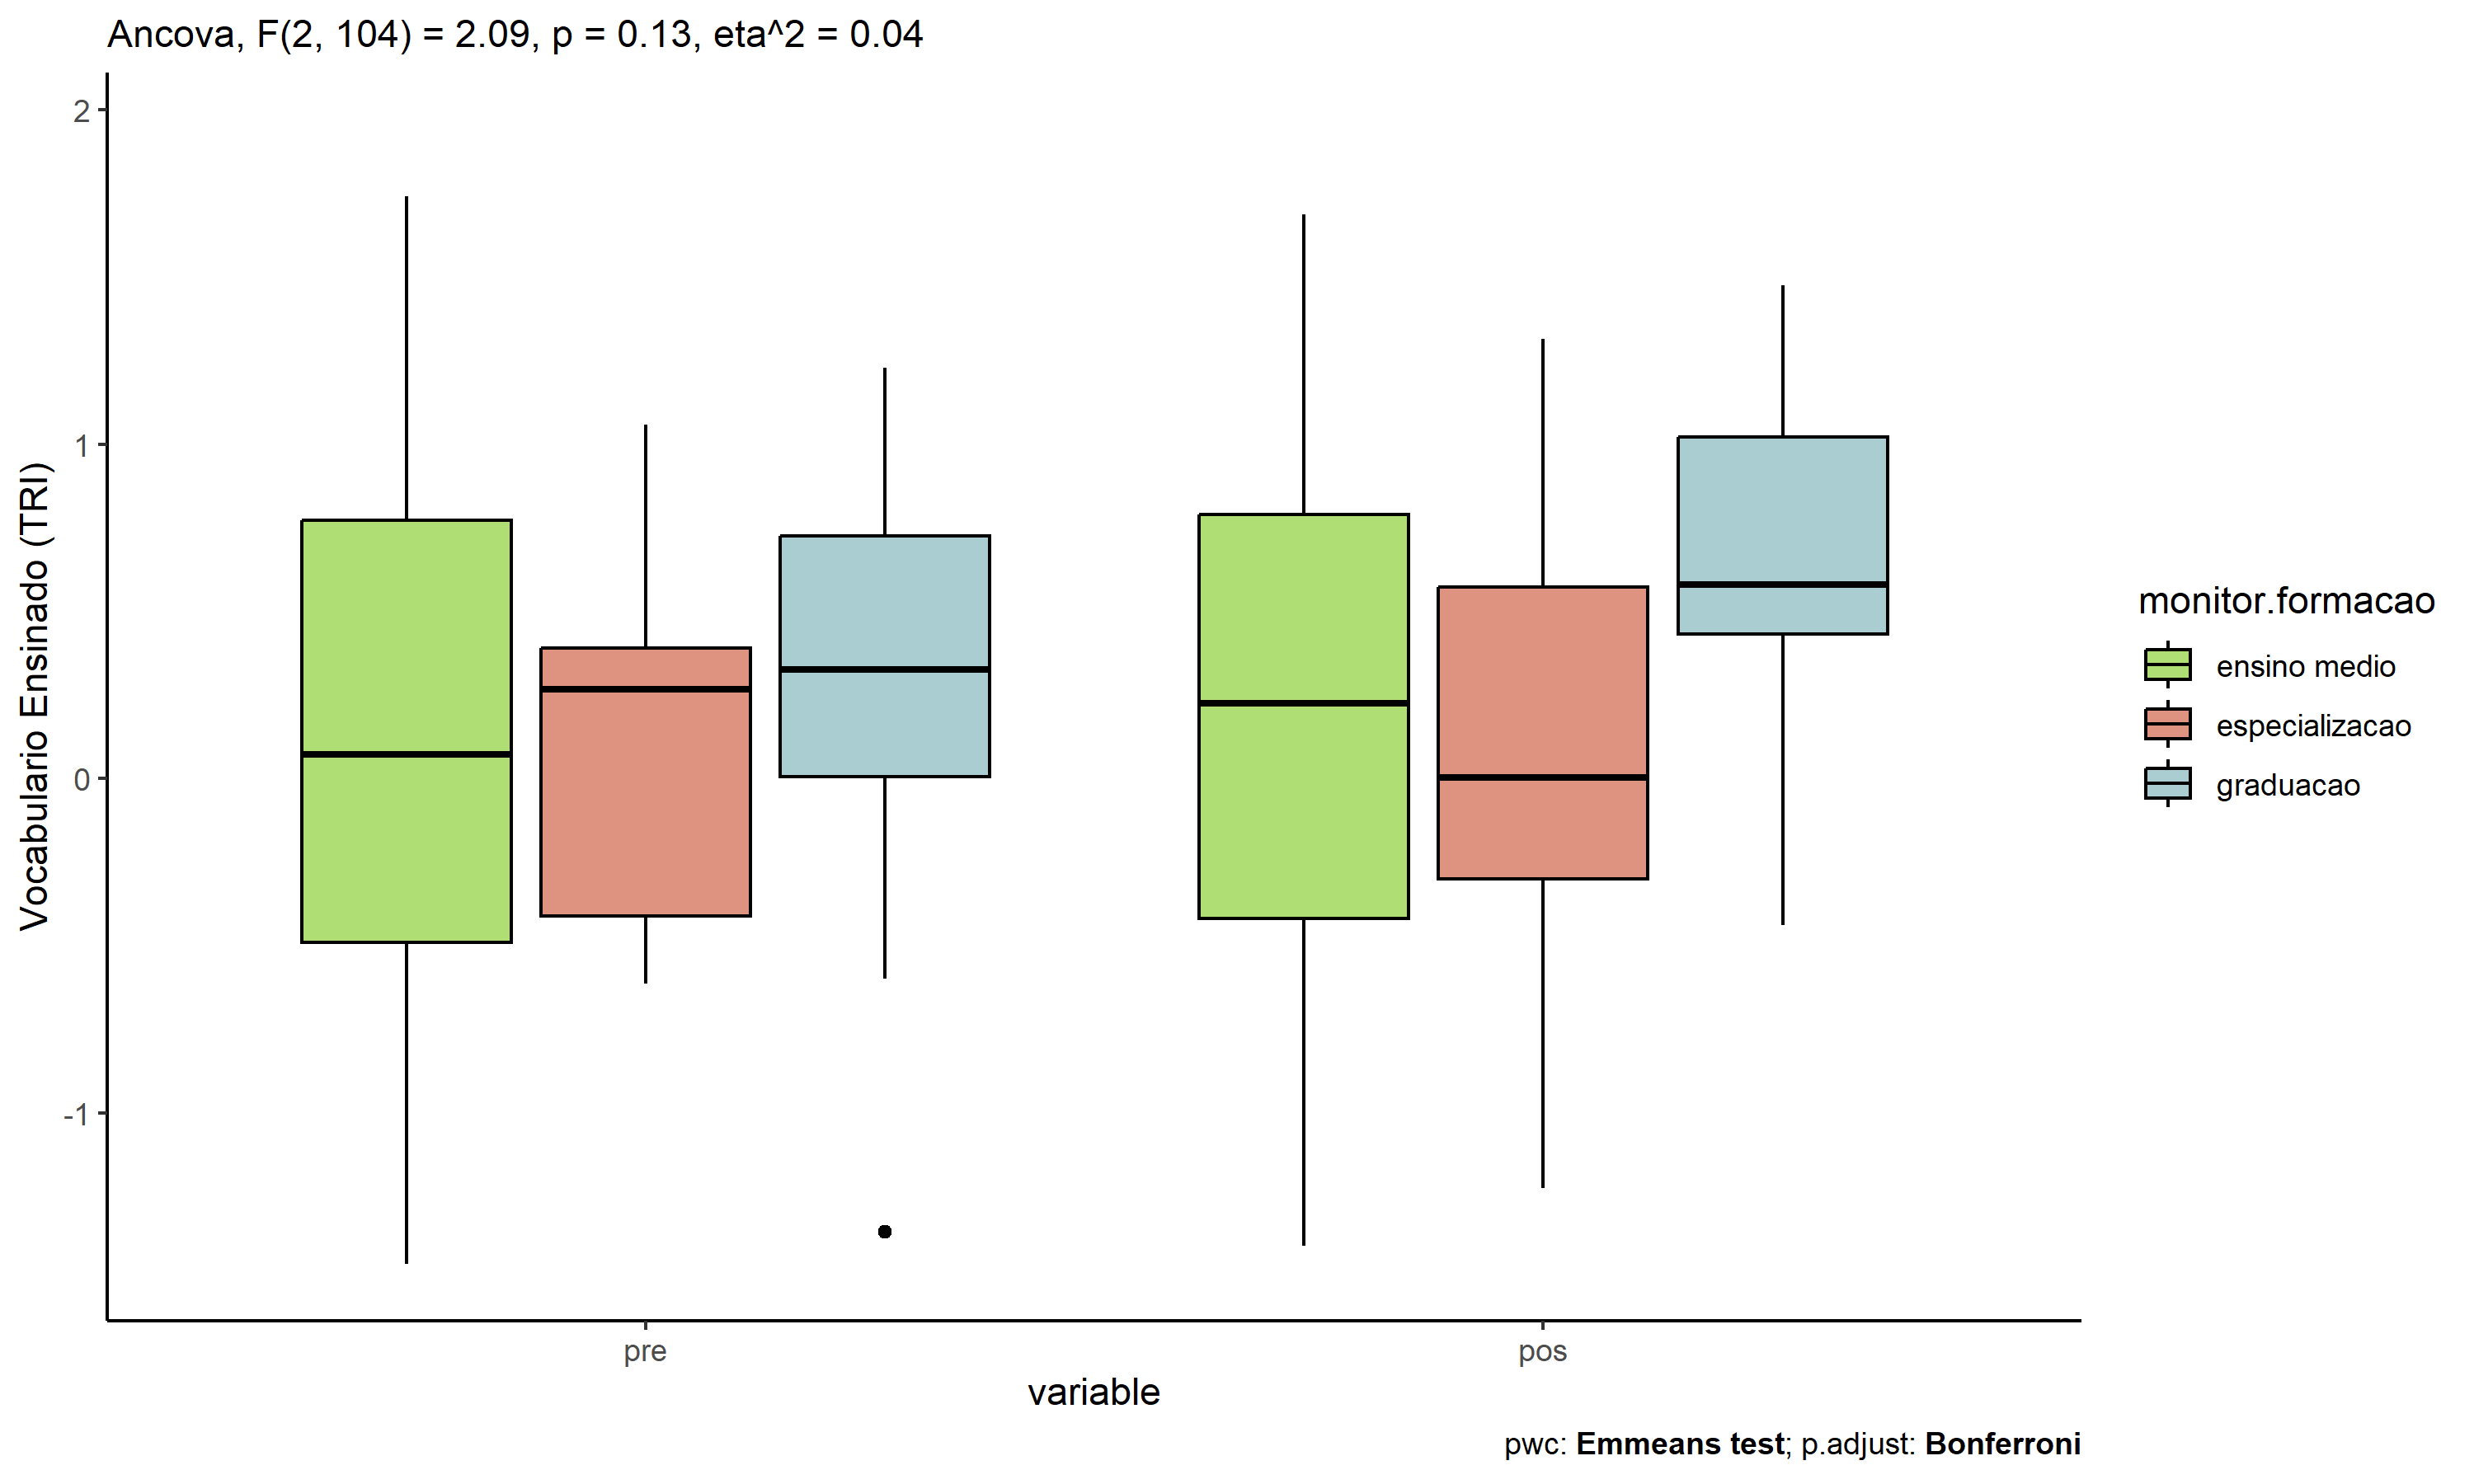 Ancova, F(2, 104) = 2.09, p = 0.13, eta^2 = 0.04
Vocabulario Ensinado (TRI)
2
1
0
-1
pre
pos
variable
monitor.formacao
ensino medio
especializacao
graduacao
pwc: Emmeans test; p.adjust: Bonferroni